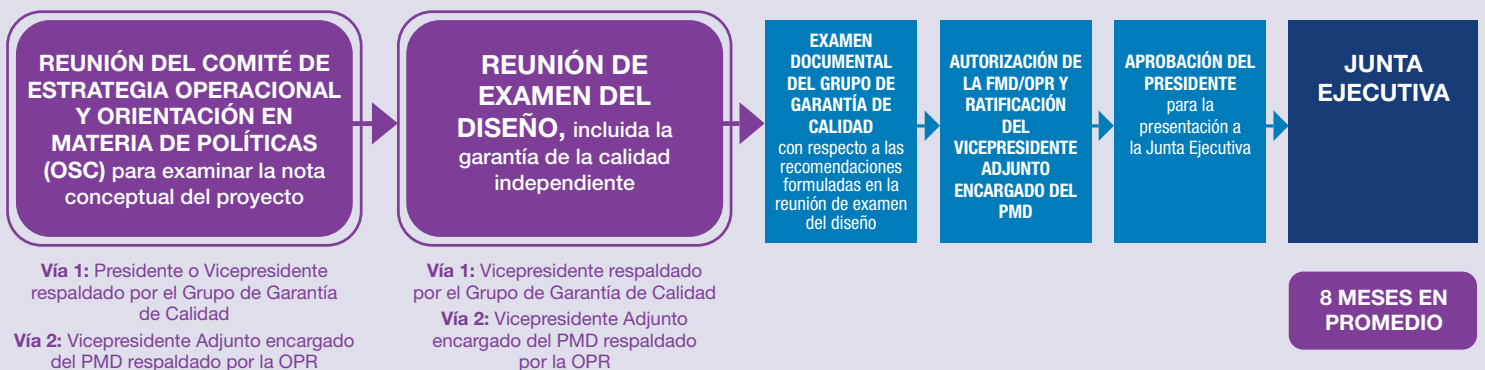 REUNIÓN DEL COMITÉ DE
ESTRATEGIA OPERACIONAL
Y ORIENTACIÓN EN
MATERIA DE POLÍTICAS
(OSC) para examinar la nota
conceptual del proyecto
Vía 1: Presidente o Vicepresidente
respaldado por el Grupo de Garantía
de Calidad
Vía 2: Vicepresidente Adjunto encargado
del PMD respaldado por la OPR
REUNIÓN DE
EXAMEN DEL
DISEÑO, incluida la
garantía de la calidad
independiente
Vía 1: Vicepresidente respaldado
por el Grupo de Garantía de Calidad
Vía 2: Vicepresidente Adjunto
encargado del PMD respaldado
por la OPR
EXAMEN
DOCUMENTAL
DEL GRUPO DE
GARANTÍA DE
CALIDAD
con respecto a las
recomendaciones
formuladas en la
reunión de examen
del diseño
AUTORIZACIÓN DE
LA FMD/OPR Y
RATIFICACIÓN
DEL
VICEPRESIDENTE
ADJUNTO
ENCARGADO DEL
PMD
APROBACIÓN DEL
PRESIDENTE
para la
presentación a
la Junta Ejecutiva
JUNTA
EJECUTIVA
8 MESES EN
PROMEDIO